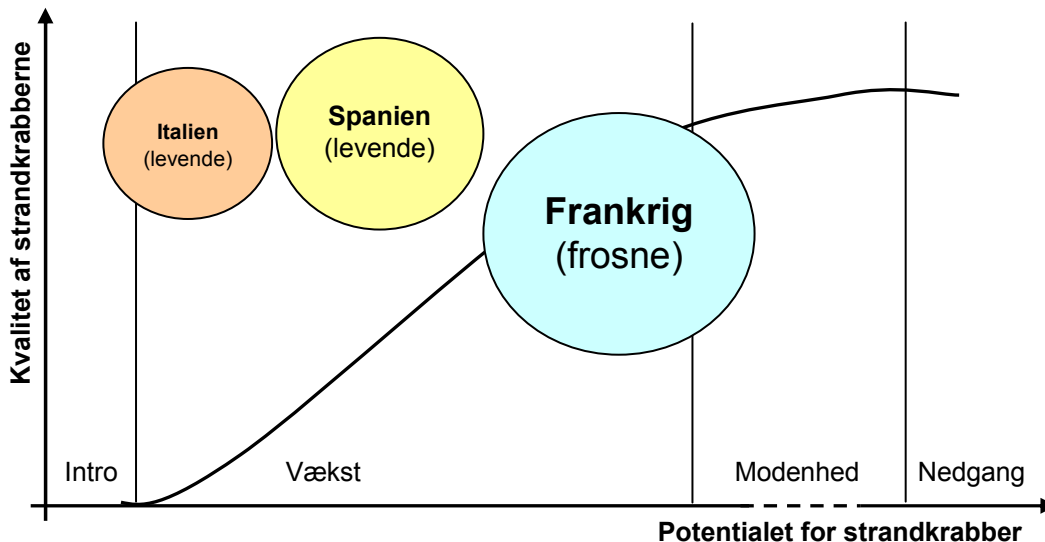 Kvalitet af strandkrabberne
Italien
(levende)
Spanien
(levende)
Frankrig
(frosne)
Intro
Vækst
Modenhed
Nedgang
Potentialet for strandkrabber